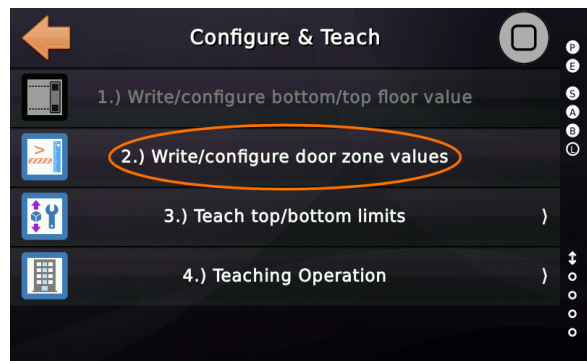 Configure & Teach
1.) Write/configure bottom/top floor value
2.) Write/configure door zone values
3.) Teach top/bottom limits
4.) Teaching Operation
P
E
S
A
B
L